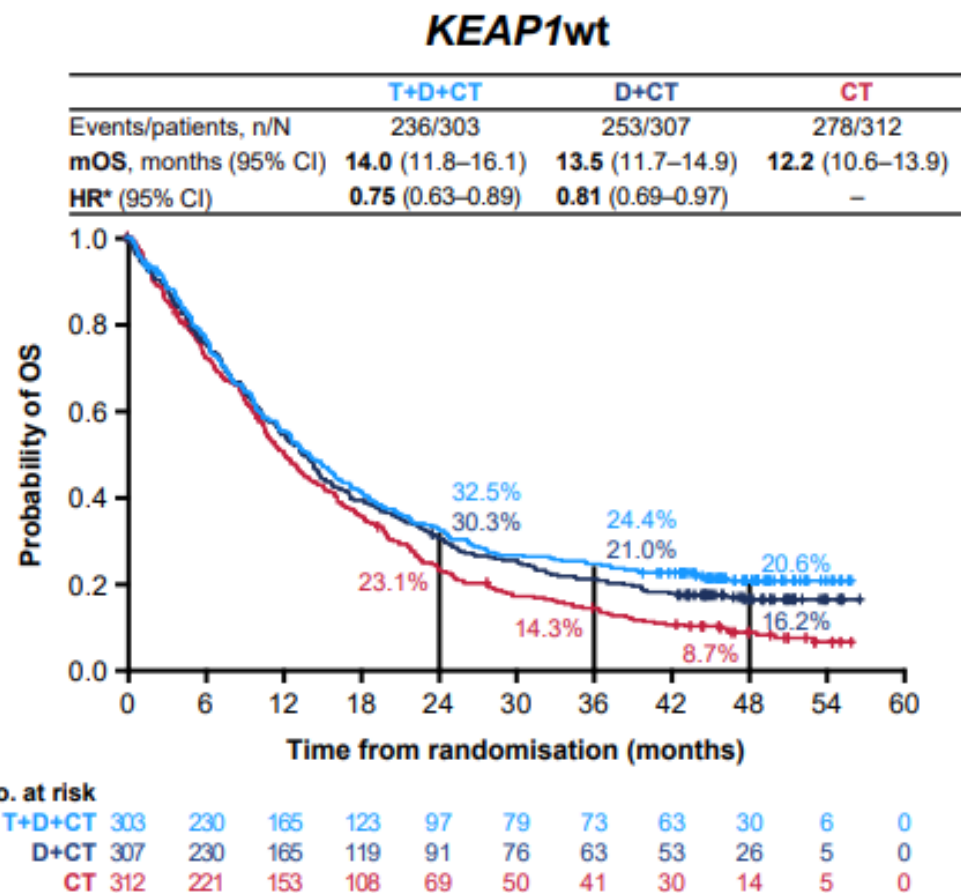 KEAP1wt
T+D+CT D+CT CT
Events/patients, n/N 236/303 253/307 278/312
mOS, months (95% CI) 14.0 (11.8–16.1) 13.5 (11.7–14.9) 12.2 (10.6–13.9)
HR* (95% CI) 0.75 (0.63–0.89) 0.81 (0.69–0.97) –
Probability of OS
1.0
0.8
0.6
0.4
0.2
0.0
32.5%
30.3%
23.1%
24.4%
21.0%
14.3%
20.6%
16.2%
8.7%
0 6 12 18 24 30 36 42 48 54 60
Time from randomisation (months)
o. at risk
T+D+CT 303 230 165 123 97 79 73 63 30 6 0
D+CT 307 230 165 119 91 76 63 53 26 5 0
CT 312 221 153 108 69 50 41 30 14 5 0